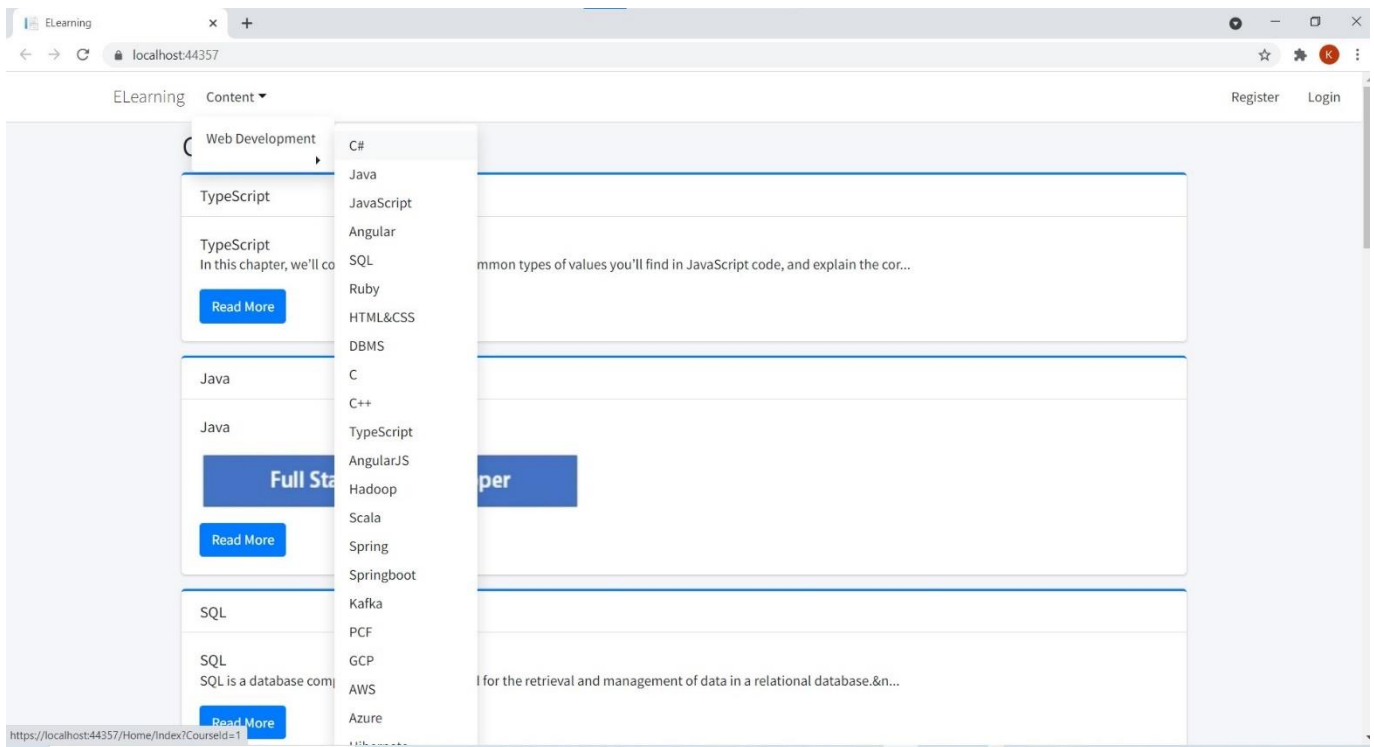 ELearning
localhost:44357
K
ELearning Content Register Login
Web Development
C#
Java
JavaScript
Angular
SQL
Ruby
HTML&CSS
DBMS
C
C++
TypeScript
AngularJS
Hadoop
Scala
Spring
Springboot
Kafka
PCF
GCP
AWS
Azure
TypeScript
TypeScript
In this chapter, we'll co mmon types of values you'll find in JavaScript code, and explain the cor...
Read More
Java
Java
Full Sta per
Read More
SQL
SQL
SQL is a database com for the retrieval and management of data in a relational database.&n...
Read More
https://localhost:44357/Home/Index?CourseId=1